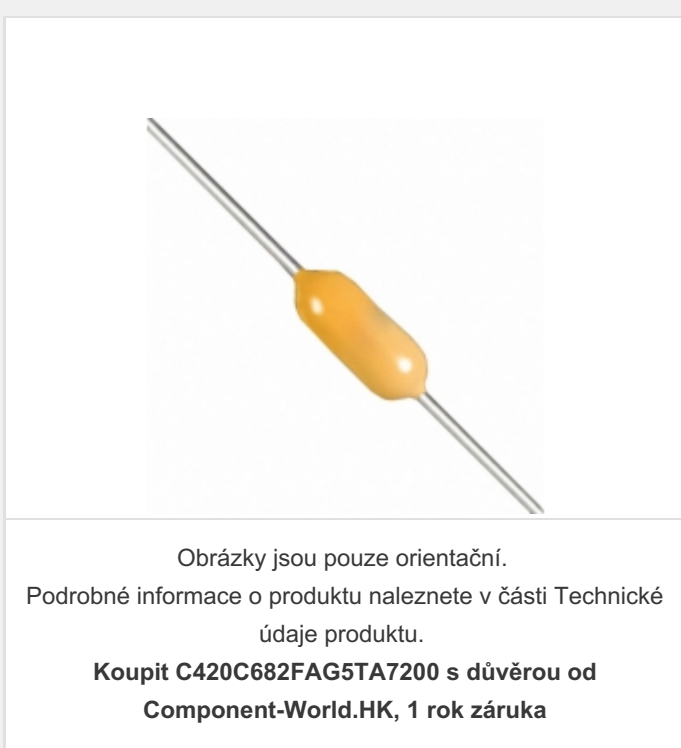 Obrázky jsou pouze orientační.
Podrobné informace o produktu naleznete v části Technické
údaje produktu.
Koupit C420C682FAG5TA7200 s důvěrou od
Component-World.HK, 1 rok záruka